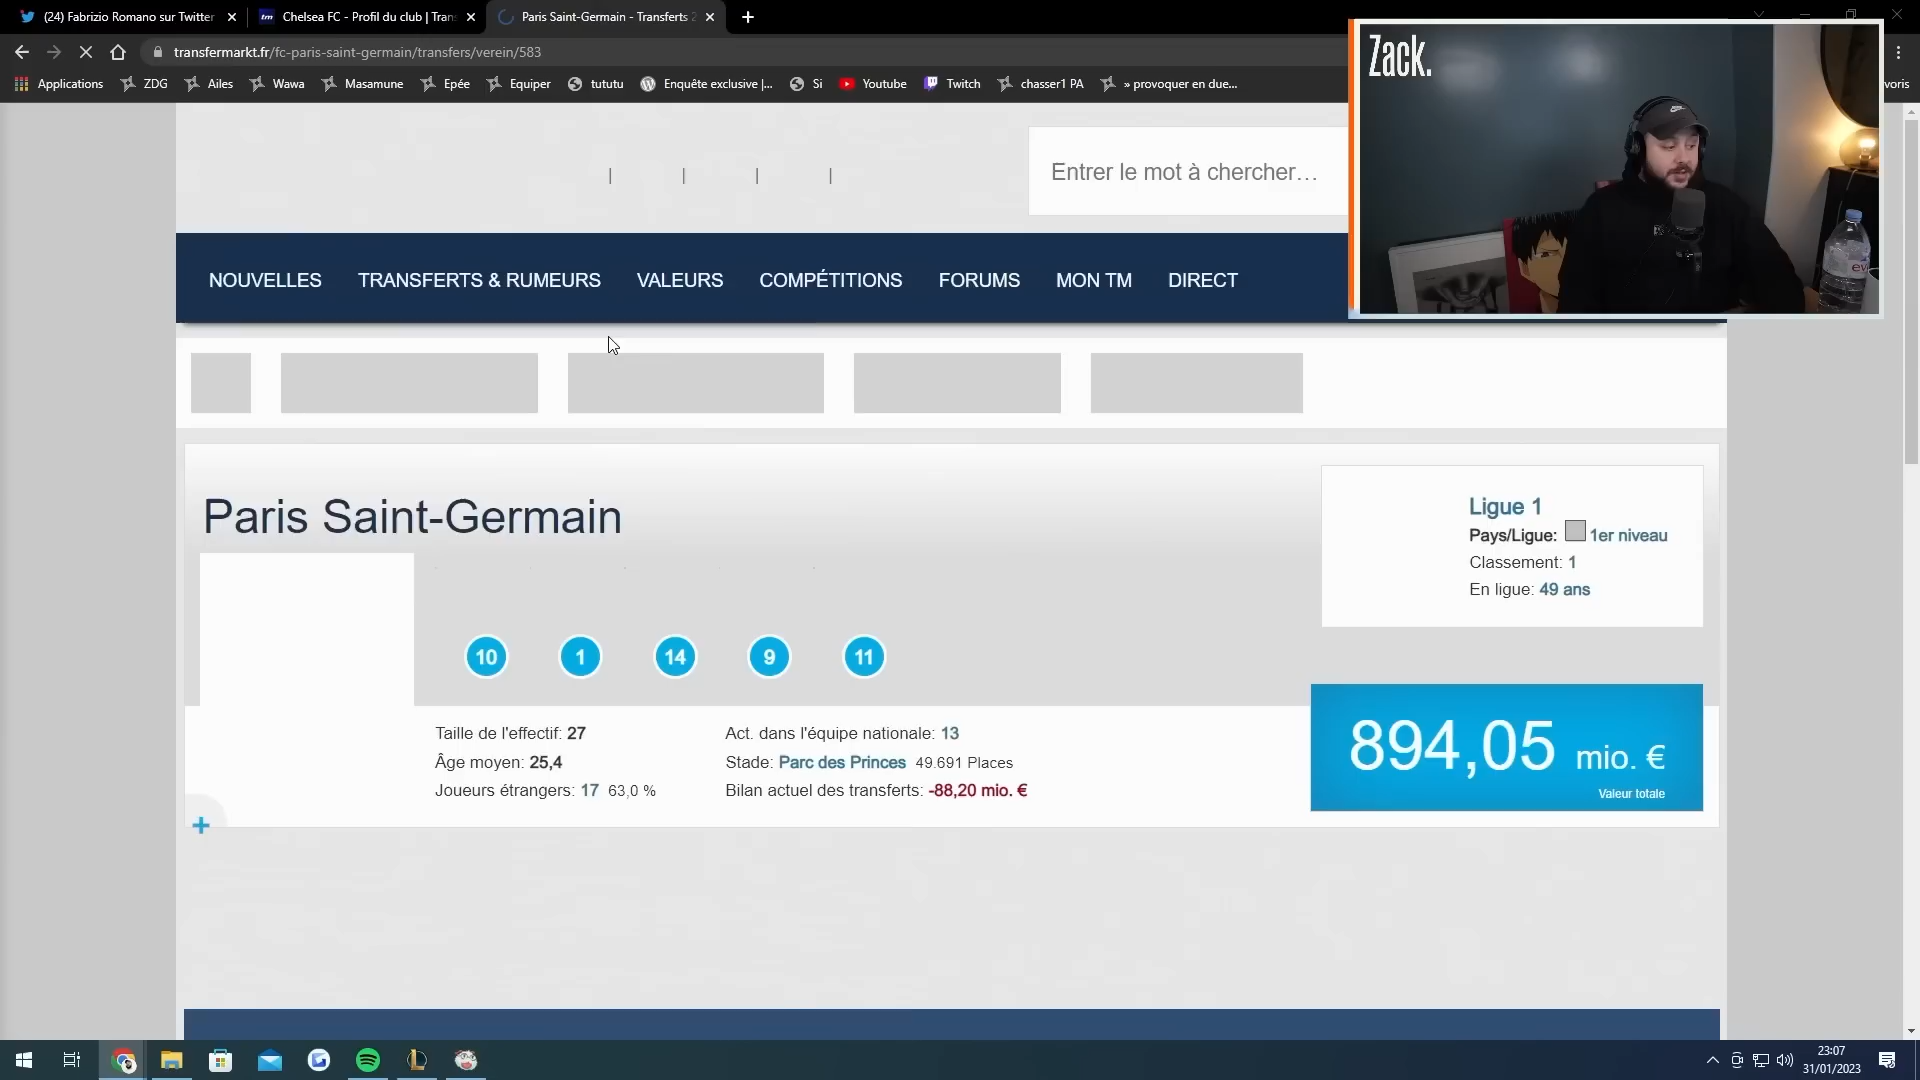 (24) Fabrizio Romano sur Twitter
Chelsea FC - Profil du club | Trans
Paris Saint-Germain - Transferts 2
transfermarkt.fr/fc-paris-saint-germain/transfers/verein/583
Applications
ZDG
Ailes
Wawa
Masamune
Epée
Equiper
tututu
Enquête exclusive |...
Si
Youtube
Twitch
chasser1 PA
» provoquer en due...
voris
Zack.
Entrer le mot à chercher…
NOUVELLES
TRANSFERTS & RUMEURS
VALEURS
COMPÉTITIONS
FORUMS
MON TM
DIRECT
Paris Saint-Germain
Ligue 1
Pays/Ligue: 1er niveau
Classement: 1
En ligue: 49 ans
10 1 14 9 11
Taille de l'effectif: 27
Âge moyen: 25,4
Joueurs étrangers: 17 63,0 %
Act. dans l'équipe nationale: 13
Stade: Parc des Princes 49.691 Places
Bilan actuel des transferts: -88,20 mio. €
894,05 mio. €
Valeur totale
+
23:07
31/01/2023